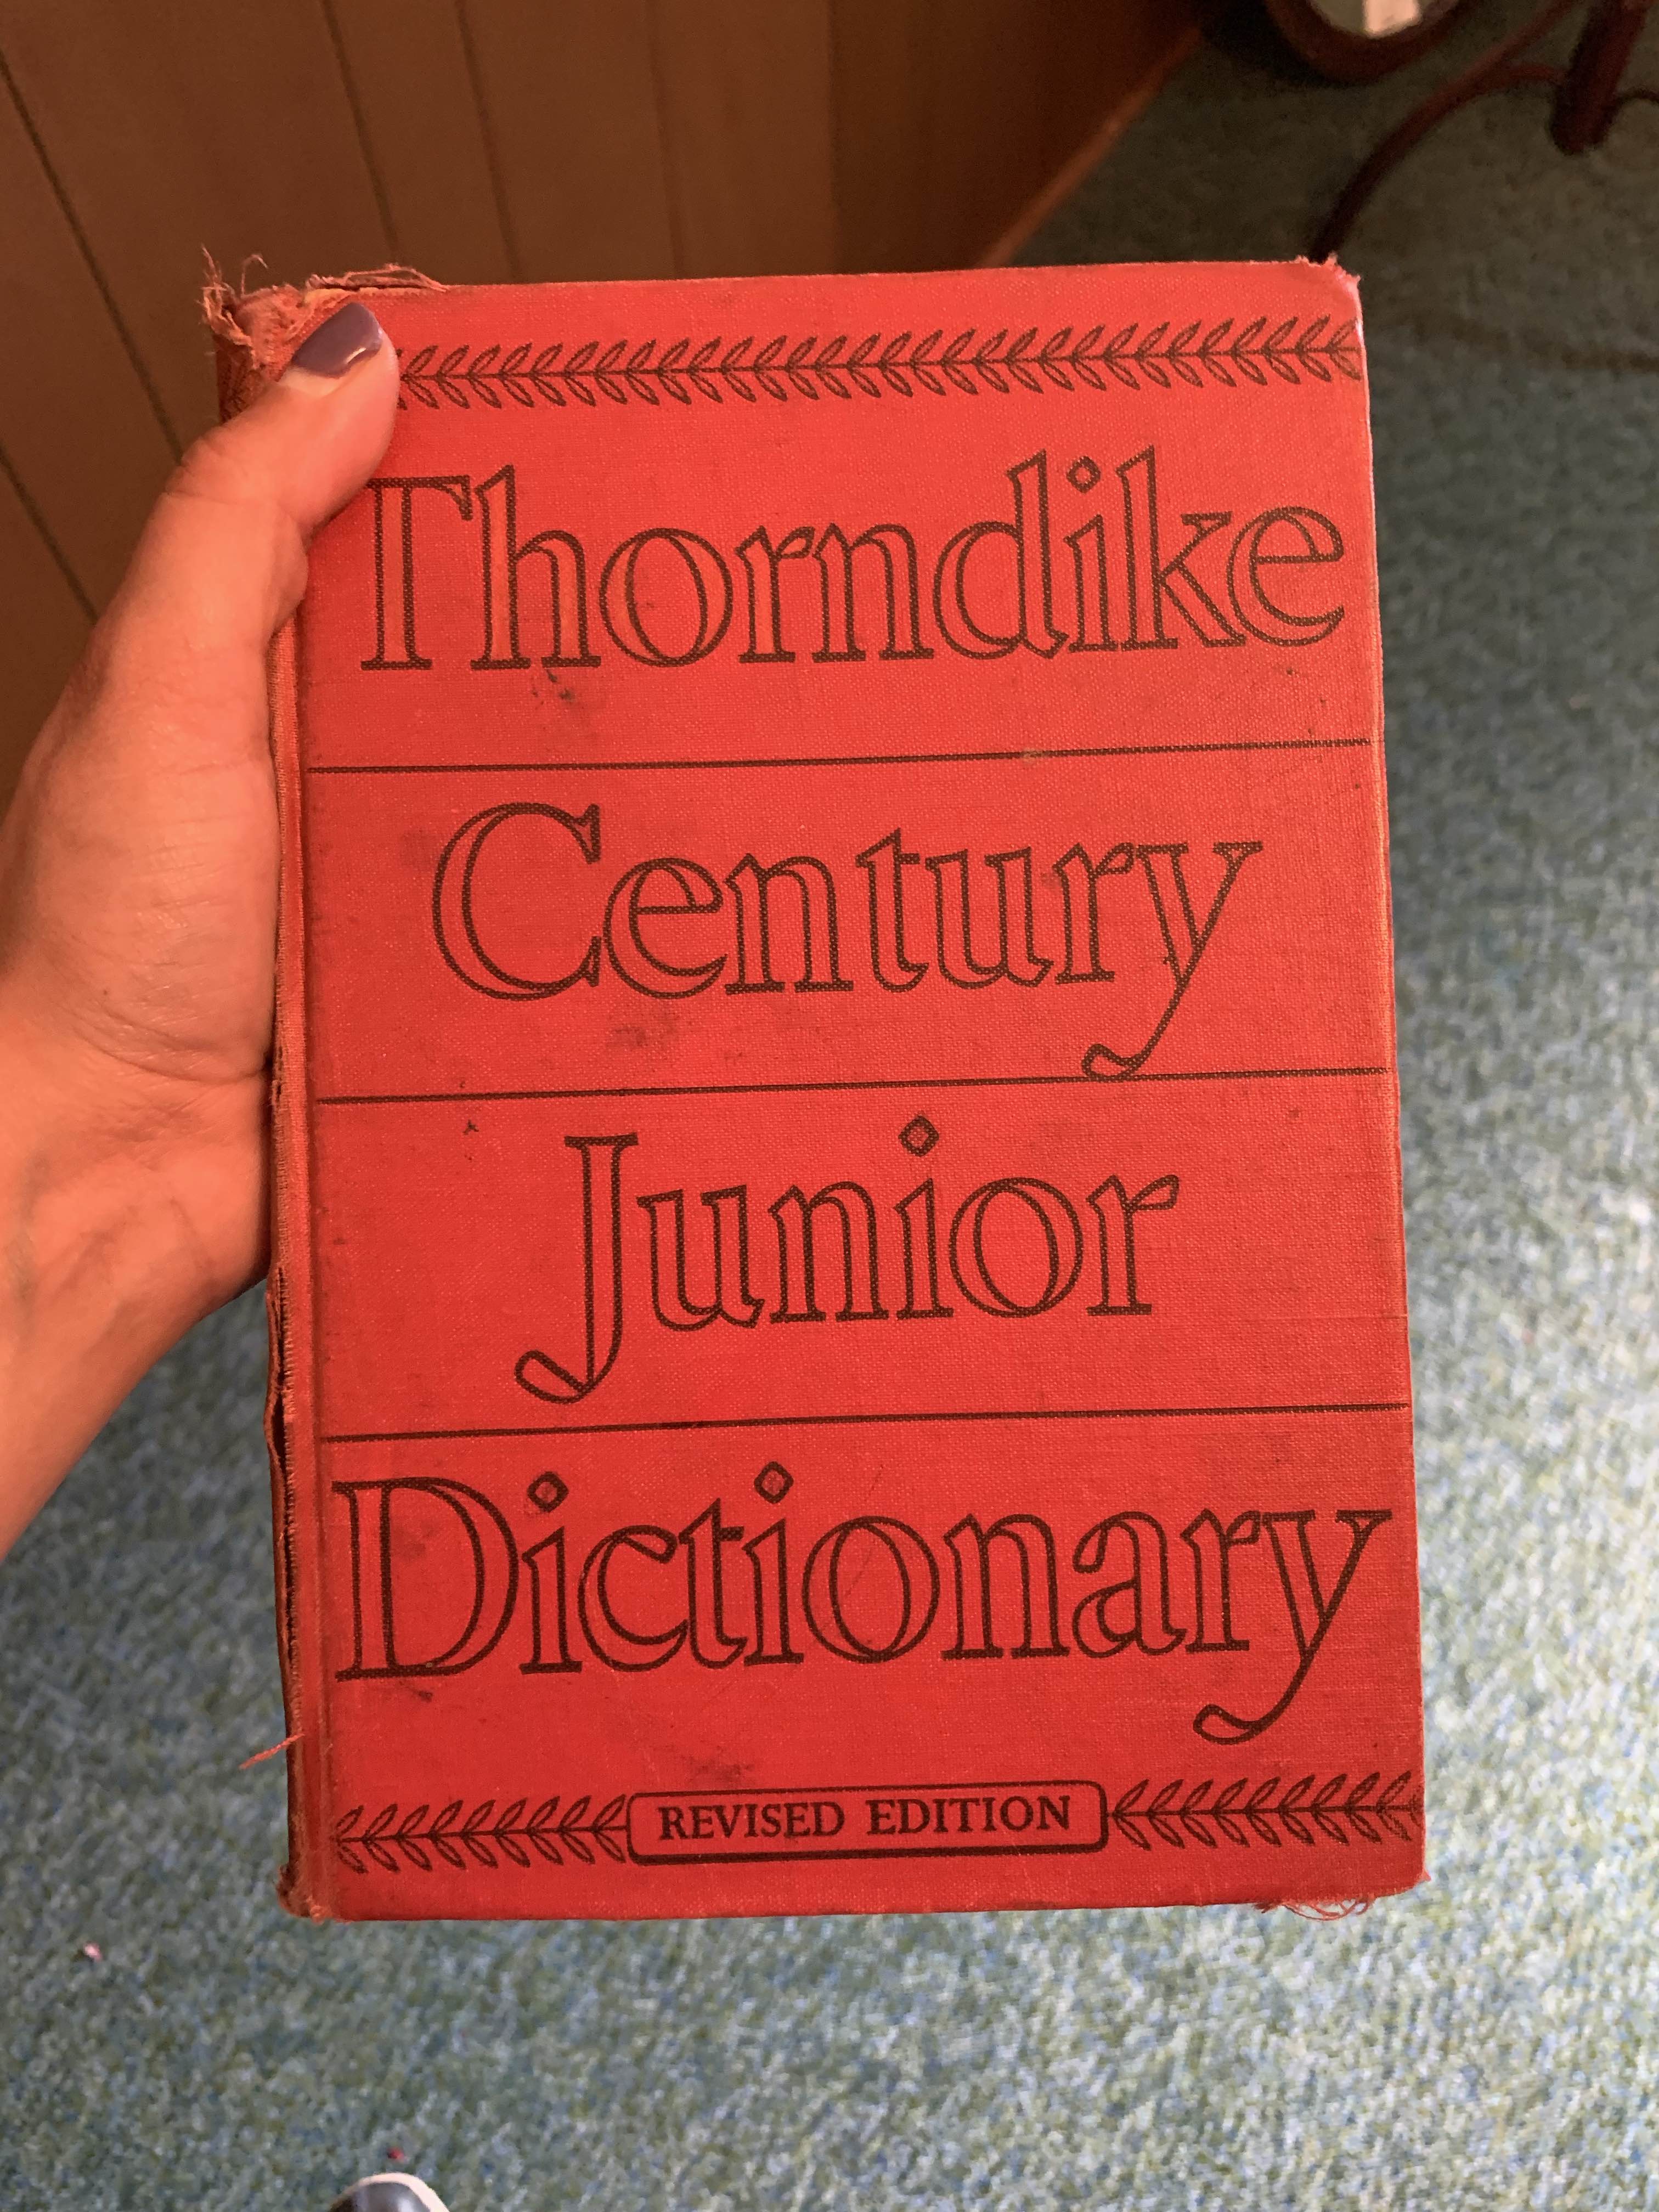 Thorndike
Century
Junior
Dictionary
REVISED EDITION